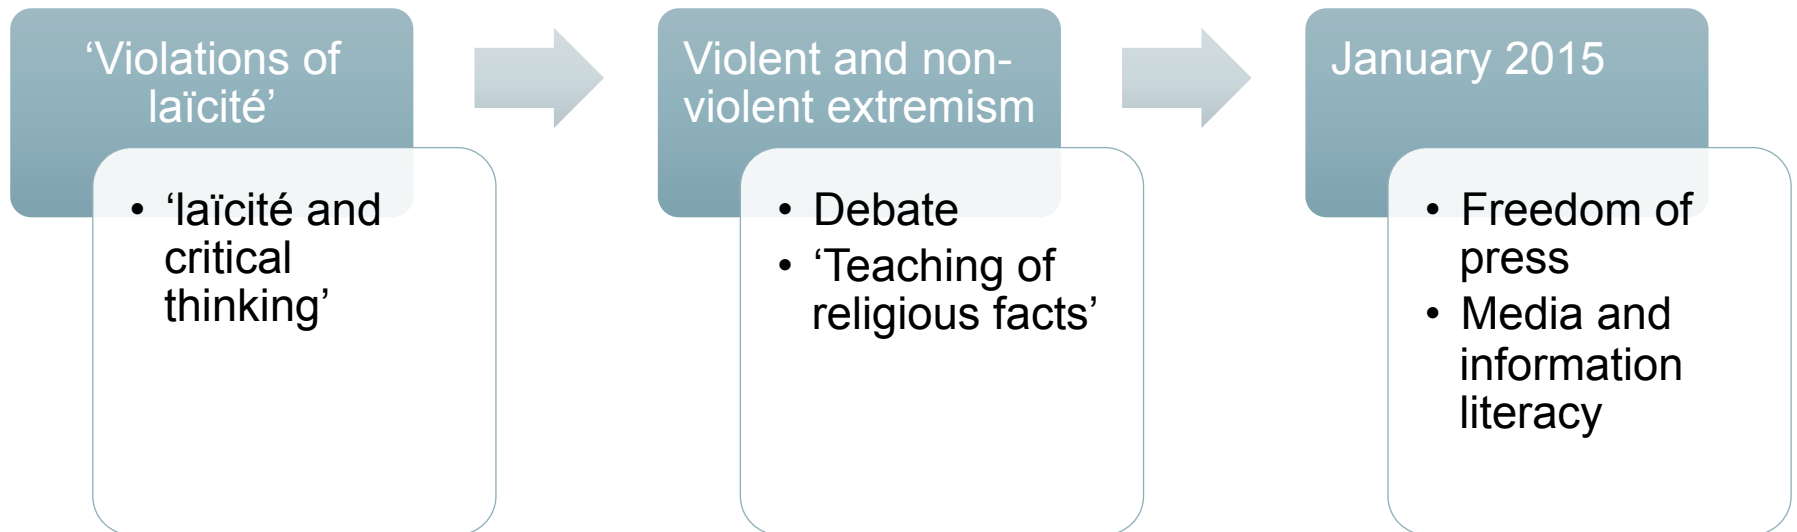 ‘Violations of
laïcité’
• ‘laïcité and
critical
thinking’
Violent and non-
violent extremism
• Debate
• ‘Teaching of
religious facts’
January 2015
• Freedom of
press
• Media and
information
literacy